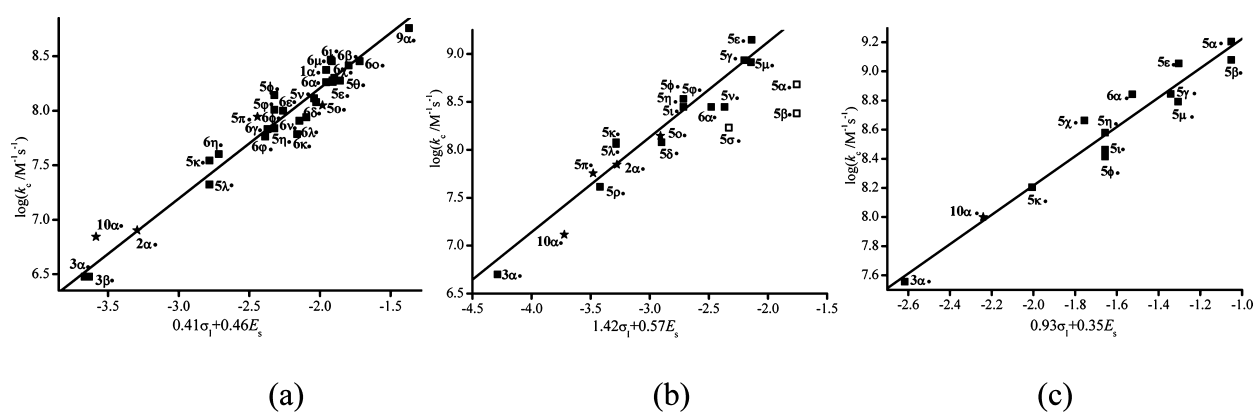 8.5
8.0
7.5
7.0
6.5
log(kc /M⁻¹s⁻¹)
-3.5 -3.0 -2.5 -2.0 -1.5
0.41σI+0.46Es
9α•
6ι•
6β•
6μ•
6ο•
1α•
6χ•
6α•
5θ•
5ϕ•
5ν•
5ε•
5φ•
6ε•
5ο•
5π•
6ϕ•
6δ•
6γ•
6ν•
6λ•
6φ•
5η•
6κ•
6η•
5κ•
5λ•
10α•
2α•
3α•
3β•
(a)
9.0
8.5
8.0
7.5
7.0
6.5
log(kc /M⁻¹s⁻¹)
-4.5 -4.0 -3.5 -3.0 -2.5 -2.0 -1.5
1.42σI+0.57Es
5ε•
5γ•
5μ•
5α•
5ϕ•
5φ•
5η•
5ν•
5ι•
6α•
5β•
5κ•
5ο•
5σ•
5λ•
5δ•
5π•
2α•
5ρ•
10α•
3α•
(b)
9.2
9.0
8.8
8.6
8.4
8.2
8.0
7.8
7.6
log(kc /M⁻¹s⁻¹)
-2.6 -2.4 -2.2 -2.0 -1.8 -1.6 -1.4 -1.2 -1.0
0.93σI+0.35Es
5α•
5ε•
5β•
6α•
5γ•
5χ•
5η•
5μ•
5ι•
5ϕ•
5κ•
10α•
3α•
(c)